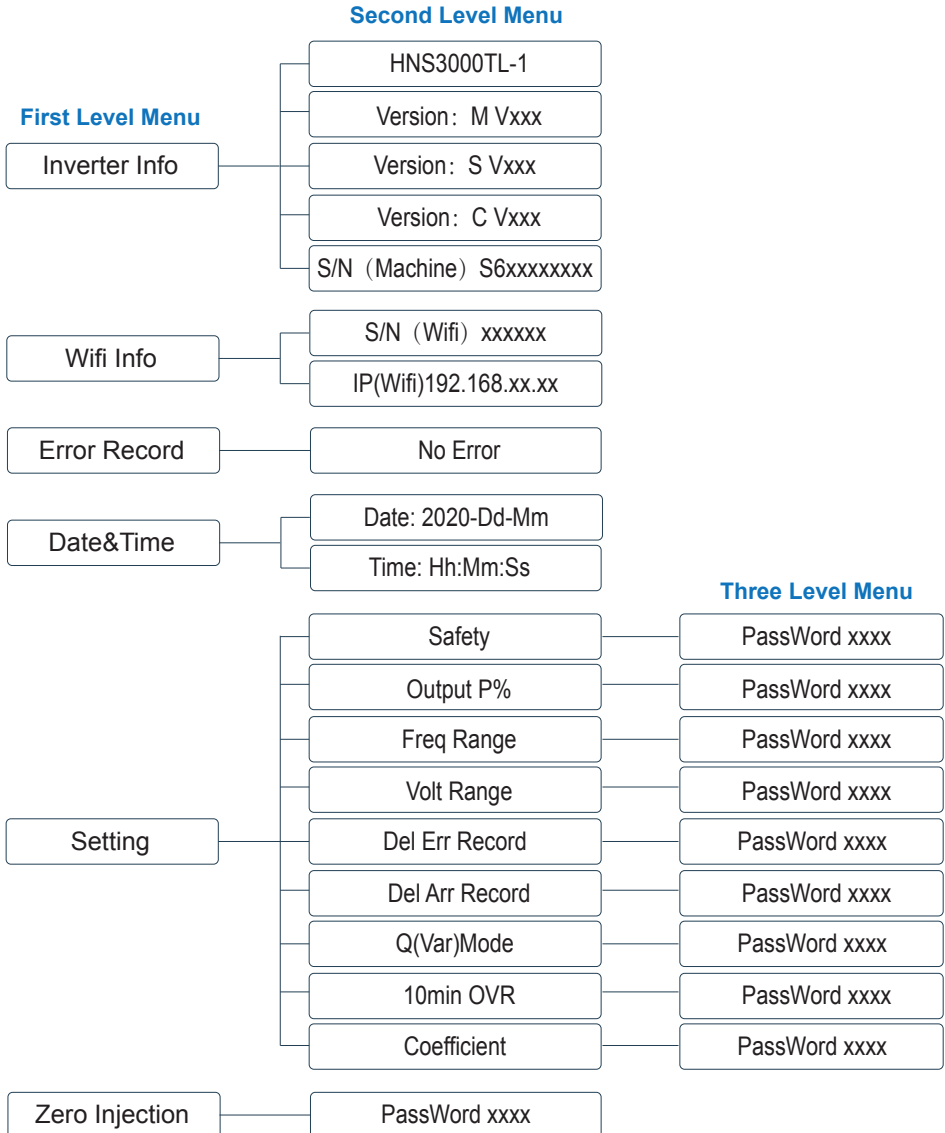 Second Level Menu
HNS3000TL-1
First Level Menu
Version： M Vxxx
Inverter Info
Version： S Vxxx
Version： C Vxxx
S/N（Machine）S6xxxxxxxx
Wifi Info
S/N（Wifi）xxxxxx
IP(Wifi)192.168.xx.xx
Error Record
No Error
Date&Time
Date: 2020-Dd-Mm
Time: Hh:Mm:Ss
Three Level Menu
Setting
Safety
PassWord xxxx
Output P%
PassWord xxxx
Freq Range
PassWord xxxx
Volt Range
PassWord xxxx
Del Err Record
PassWord xxxx
Del Arr Record
PassWord xxxx
Q(Var)Mode
PassWord xxxx
10min OVR
PassWord xxxx
Coefficient
PassWord xxxx
Zero Injection
PassWord xxxx